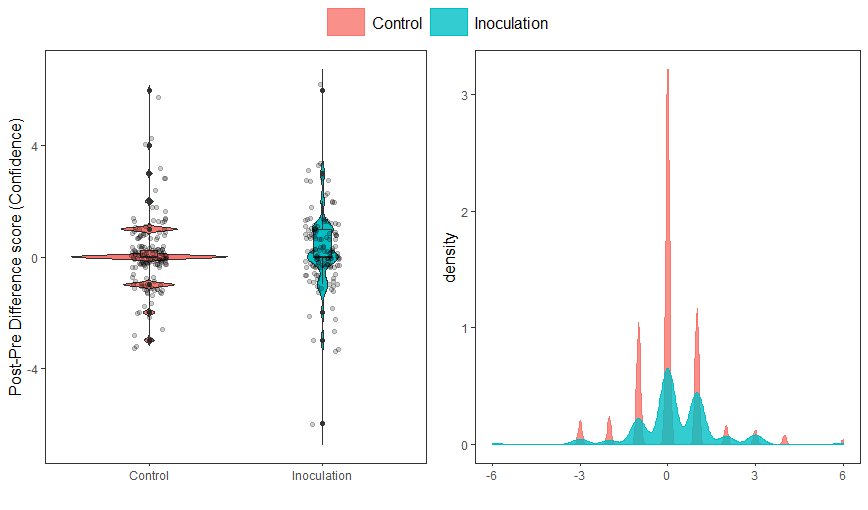 Control Inoculation
Post-Pre Difference score (Confidence)
4
0
-4
Control Inoculation
density
3
2
1
0
-6 -3 0 3 6